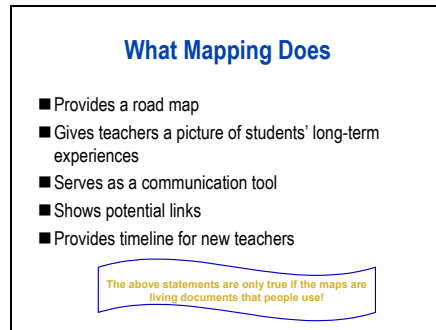 What Mapping Does
■ Provides a road map
■ Gives teachers a picture of students' long-term
experiences
■ Serves as a communication tool
■ Shows potential links
■ Provides timeline for new teachers
The above statements are only true if the maps are
living documents that people use!